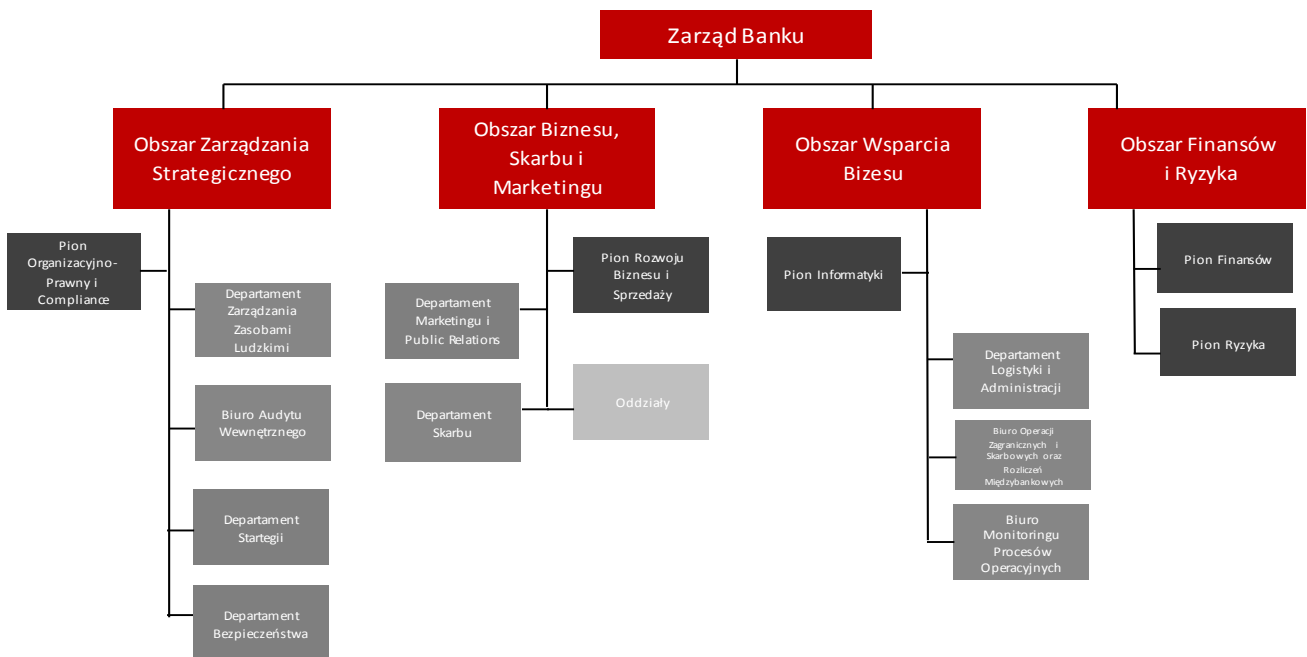 Zarząd Banku
Obszar Zarządzania
Strategicznego
Obszar Biznesu,
Skarbu i
Marketingu
Obszar Wsparcia
Bizesu
Obszar Finansów
i Ryzyka
Pion
Organizacyjno-
Prawny i
Compliance
Departament
Zarządzania
Zasobami
Ludzkimi
Biuro Audytu
Wewnętrznego
Departament
Startegii
Departament
Bezpieczeństwa
Pion Rozwoju
Biznesu i
Sprzedaży
Departament
Marketingu i
Public Relations
Departament
Skarbu
Oddziały
Pion Informatyki
Departament
Logistyki i
Administracji
Biuro Operacji
Zagranicznych i
Skarbowych oraz
Rozliczeń
Międzybankowych
Biuro
Monitoringu
Procesów
Operacyjnych
Pion Finansów
Pion Ryzyka